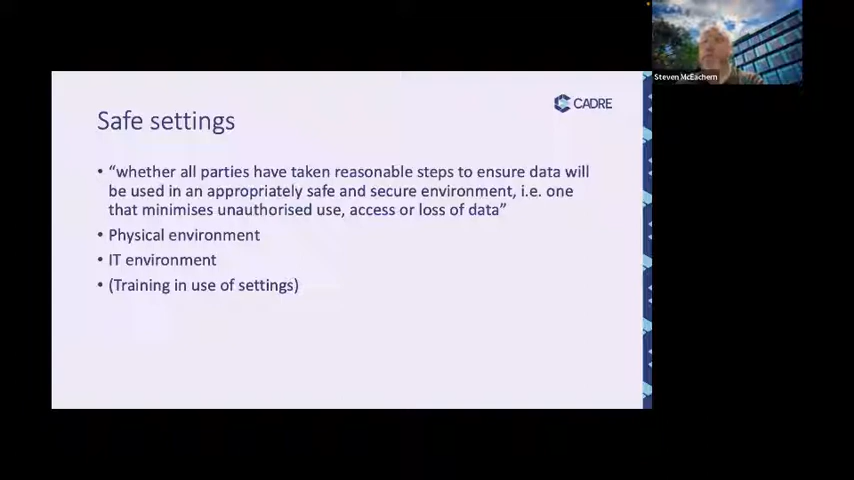 Steven McEachern
CADRE
Safe settings
• “whether all parties have taken reasonable steps to ensure data will
be used in an appropriately safe and secure environment, i.e. one
that minimises unauthorised use, access or loss of data”
• Physical environment
• IT environment
• (Training in use of settings)